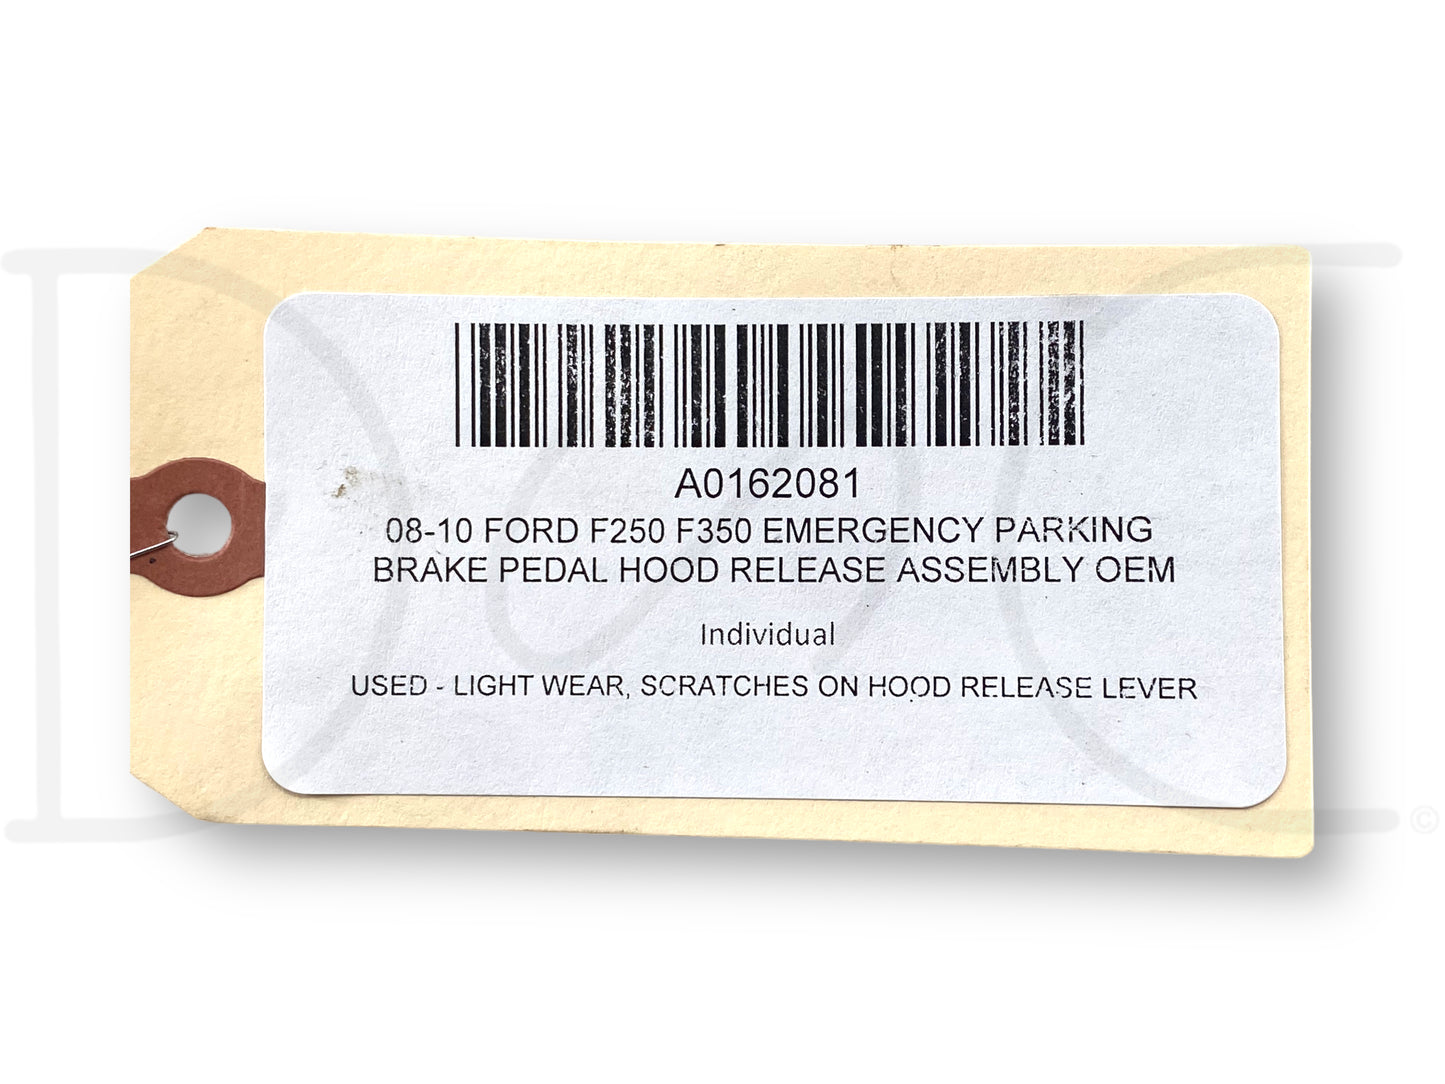 A0162081
08-10 FORD F250 F350 EMERGENCY PARKING
BRAKE PEDAL HOOD RELEASE ASSEMBLY OEM
Individual
USED - LIGHT WEAR, SCRATCHES ON HOOD RELEASE LEVER
©